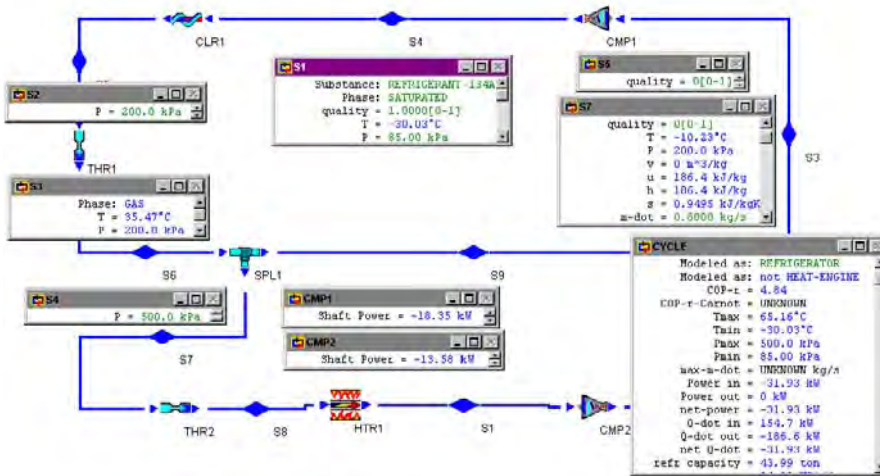 CLR1
S4
CMP1
S1
Substance: REFRIGERANT-134A
Phase: SATURATED
quality = 1.0000[0-1]
T = -30.03°C
P = 85.00 kPa
S5
quality = 0[0-1]
S2
P = 200.0 kPa
S7
quality = 0[0-1]
T = -10.23°C
P = 200.0 kPa
v = 0 m^3/kg
u = 186.4 kJ/kg
h = 186.4 kJ/kg
s = 0.9495 kJ/kgK
m-dot = 0.8000 kg/s
S3
THR1
S3
Phase: GAS
T = 35.47°C
P = 200.0 kPa
S6
SPL1
S9
CYCLE
Modeled as: REFRIGERATOR
Modeled as: not HEAT-ENGINE
COP-r = 4.84
COP-r-Carnot = UNKNOWN
Tmax = 65.16°C
Tmin = -30.03°C
Pmax = 500.0 kPa
Pmin = 85.00 kPa
max-m-dot = UNKNOWN kg/s
Power in = -31.93 kW
Power out = 0 kW
net-power = -31.93 kW
Q-dot in = 154.7 kW
Q-dot out = -186.6 kW
net Q-dot = -31.93 kW
refr capacity = 43.99 ton
S4
P = 500.0 kPa
CMP1
Shaft Power = -18.35 kW
CMP2
Shaft Power = -13.58 kW
S7
THR2
S8
HTR1
S1
CMP2